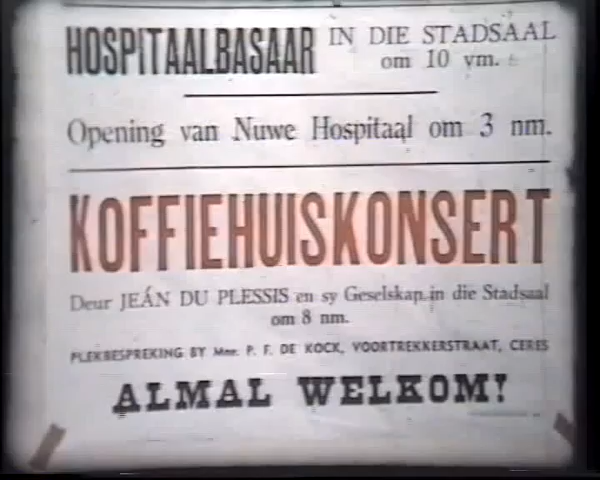 HOSPITAALBASAAR IN DIE STADSAAL
om 10 vm.
Opening van Nuwe Hospitaal om 3 nm.
KOFFIEHUISKONSERT
Deur JEÁN DU PLESSIS en sy Geselskap in die Stadsaal
om 8 nm.
PLEKBESPREKING BY Mnr. P. F. DE KOCK, VOORTREKKERSTRAAT, CERES
ALMAL WELKOM!